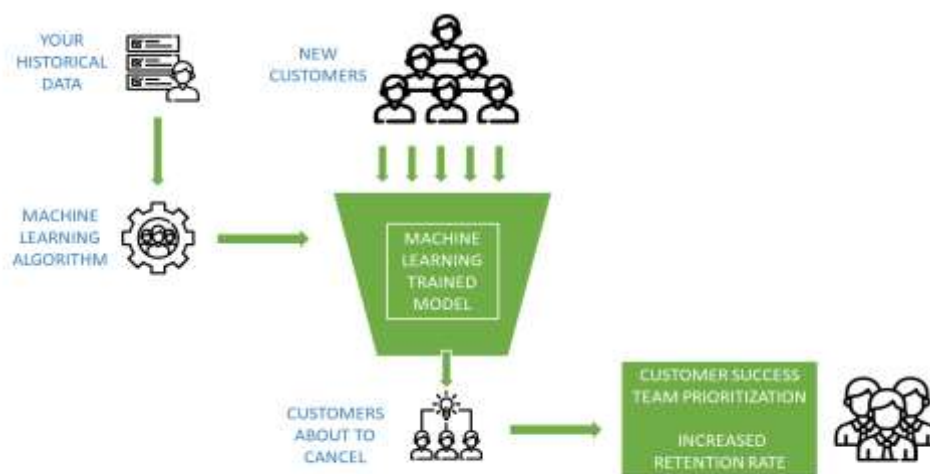 YOUR
HISTORICAL
DATA
NEW
CUSTOMERS
MACHINE
LEARNING
ALGORITHM
MACHINE
LEARNING
TRAINED
MODEL
CUSTOMERS
ABOUT TO
CANCEL
CUSTOMER SUCCESS
TEAM PRIORITIZATION
INCREASED
RETENTION RATE